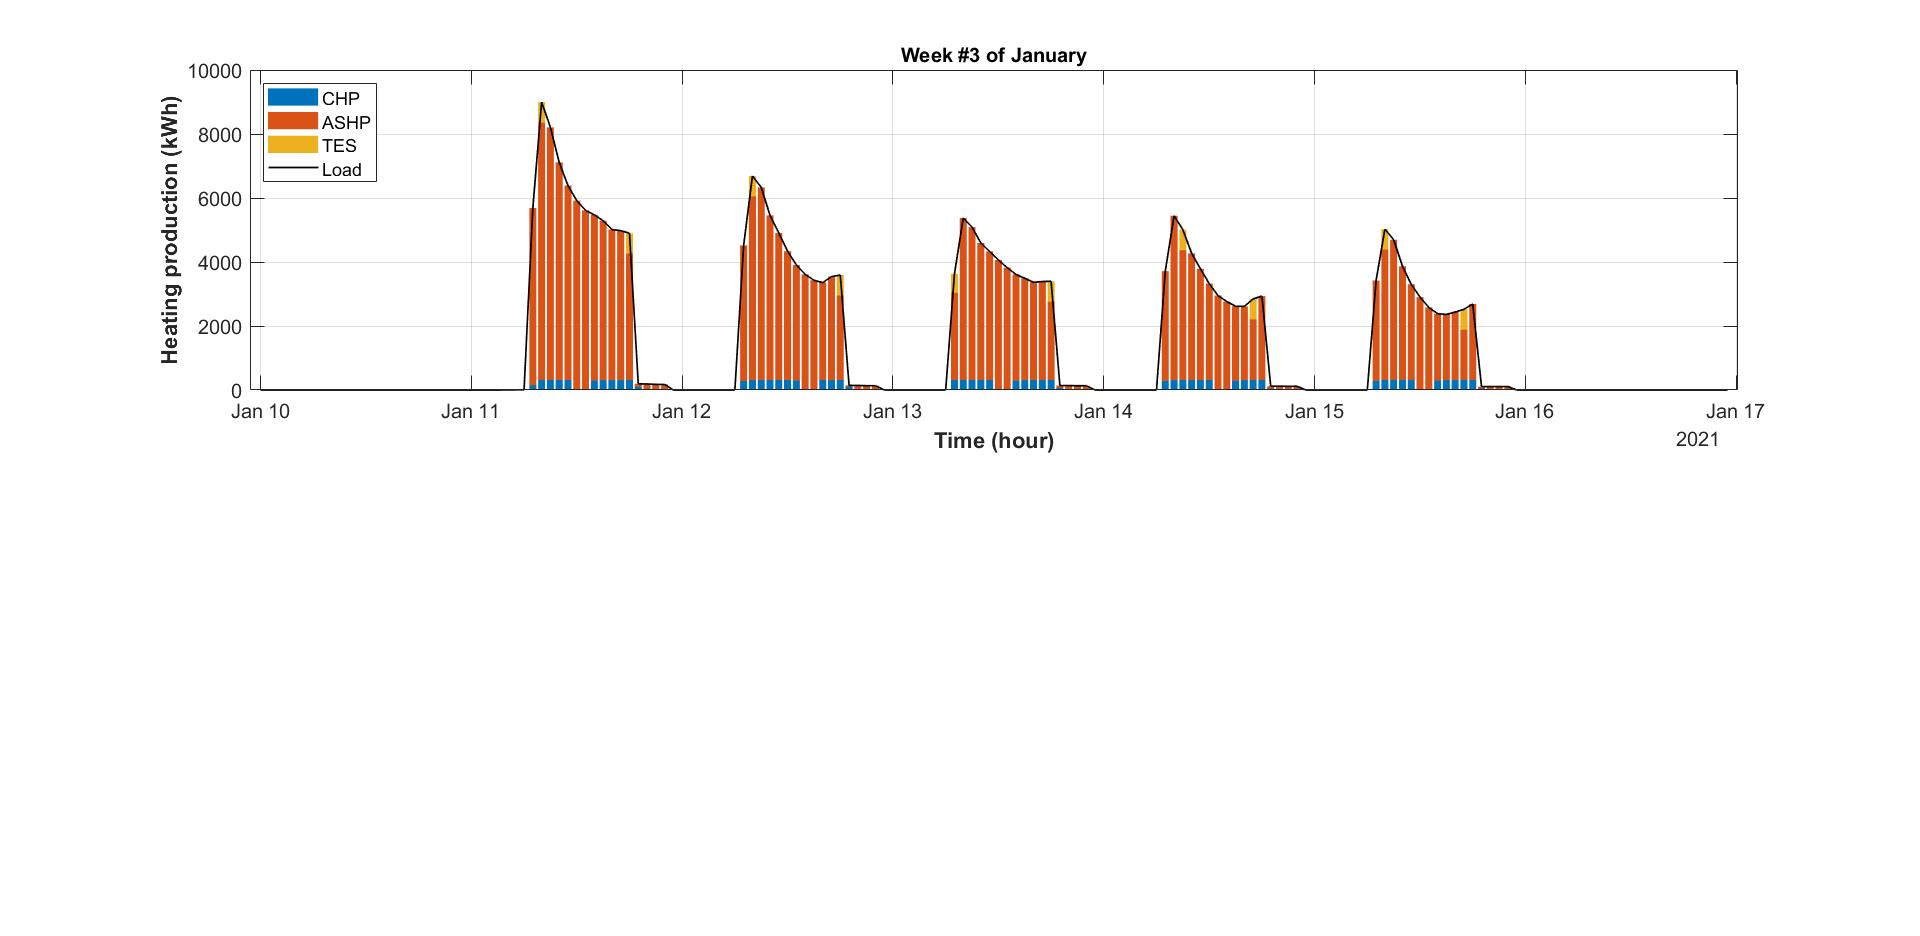 Week #3 of January
Heating production (kWh)
10000
8000
6000
4000
2000
0
CHP
ASHP
TES
Load
Jan 10 Jan 11 Jan 12 Jan 13 Jan 14 Jan 15 Jan 16 Jan 17
2021
Time (hour)